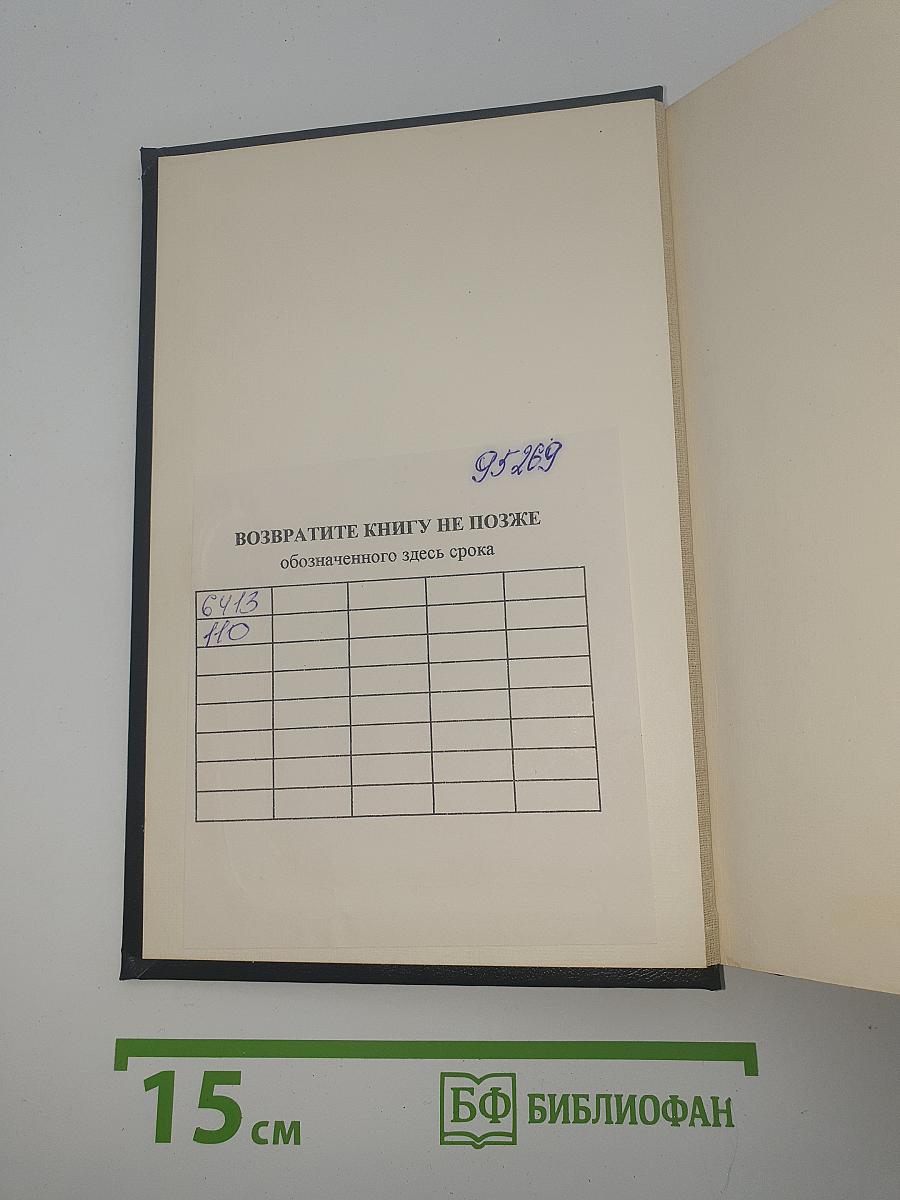 95269
ВОЗВРАТИТЕ КНИГУ НЕ ПОЗЖЕ
обозначенного здесь срока
6413
110
15 см
БФ БИБЛИОФАН